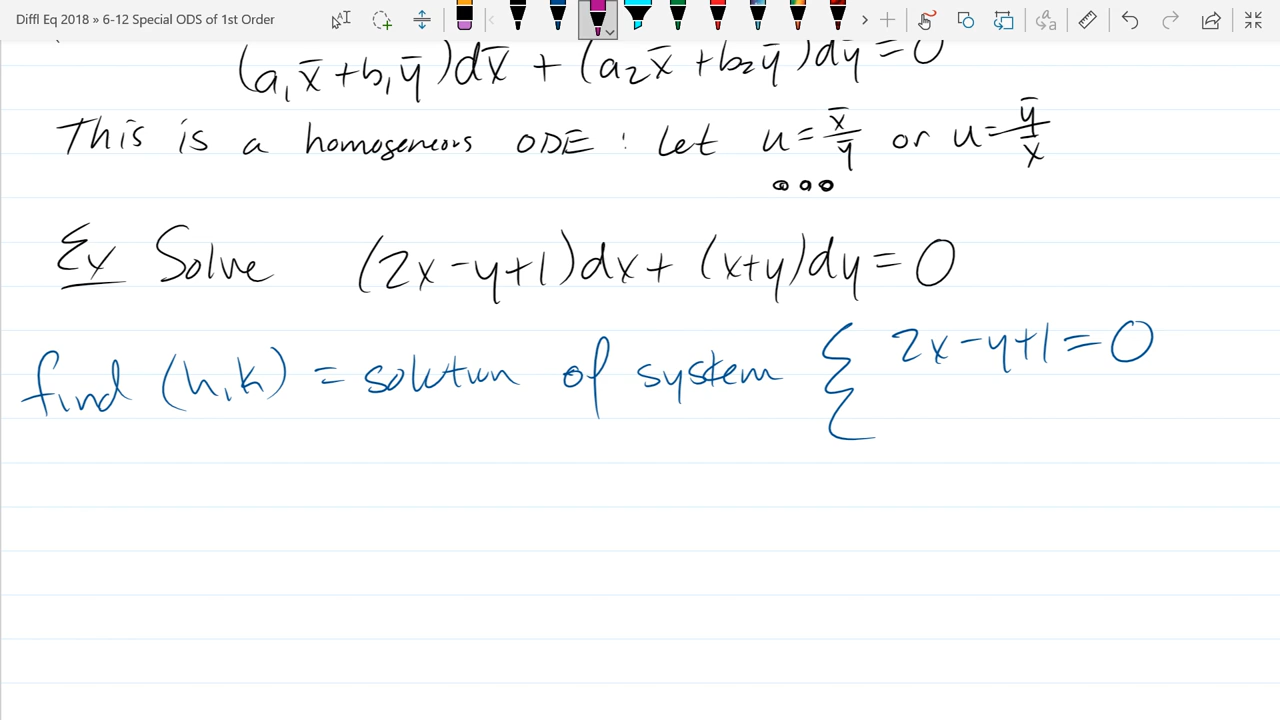 Diffl Eq 2018 » 6-12 Special ODS of 1st Order
(a₁x̄+b₁ȳ)dx̄ + (a₂x̄+b₂ȳ)dȳ=0
This is a homogeneous ODE : Let u=x̄/ȳ or u=ȳ/x̄
...
Ex Solve (2x-y+1)dx+(x+y)dy=0
find (h,k) = solution of system { 2x-y+1=0